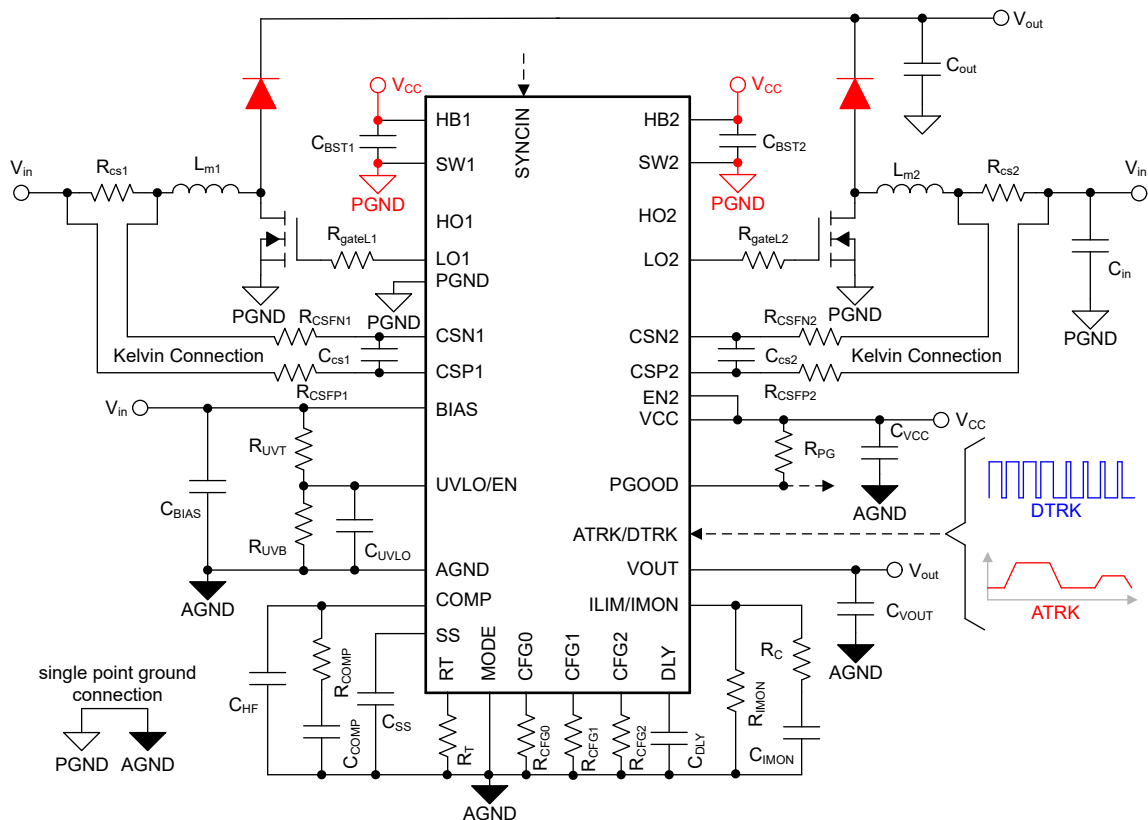 Vout
Cout
VCC
VCC
SYNCIN
HB1
HB2
CBST1
CBST2
SW1
SW2
Vin
Rcs1
Lm1
Lm2
Rcs2
Vin
PGND
PGND
HO1
HO2
RgateL1
RgateL2
LO1
LO2
Cin
PGND
PGND
PGND
PGND
PGND
RCSFN1
CSN1
CSN2
RCSFN2
Kelvin Connection
Ccs1
Ccs2
Kelvin Connection
CSP1
CSP2
RCSFP1
RCSFP2
EN2
Vin
BIAS
VCC
VCC
CVCC
RUVT
RPG
UVLO/EN
PGOOD
CBIAS
AGND
DTRK
RUVB
CUVLO
ATRK/DTRK
AGND
VOUT
Vout
AGND
COMP
ILIM/IMON
CVOUT
ATRK
SS
RT
MODE
CFG0
CFG1
CFG2
DLY
RC
AGND
single point ground
connection
CHF
RCOMP
CCOMP
CSS
RT
RCFG0
RCFG1
RCFG2
CDLY
RIMON
CIMON
PGND
AGND
AGND